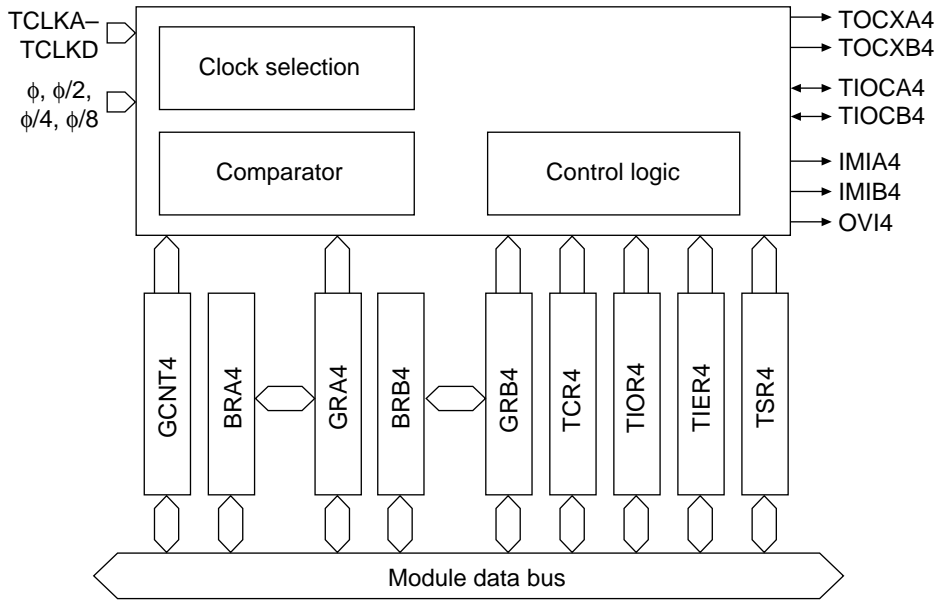 TCLKA–
TCLKD
ϕ, ϕ/2,
ϕ/4, ϕ/8
Clock selection
Comparator
Control logic
TOCXA4
TOCXB4
TIOCA4
TIOCB4
IMIA4
IMIB4
OVI4
GCNT4
BRA4
GRA4
BRB4
GRB4
TCR4
TIOR4
TIER4
TSR4
Module data bus